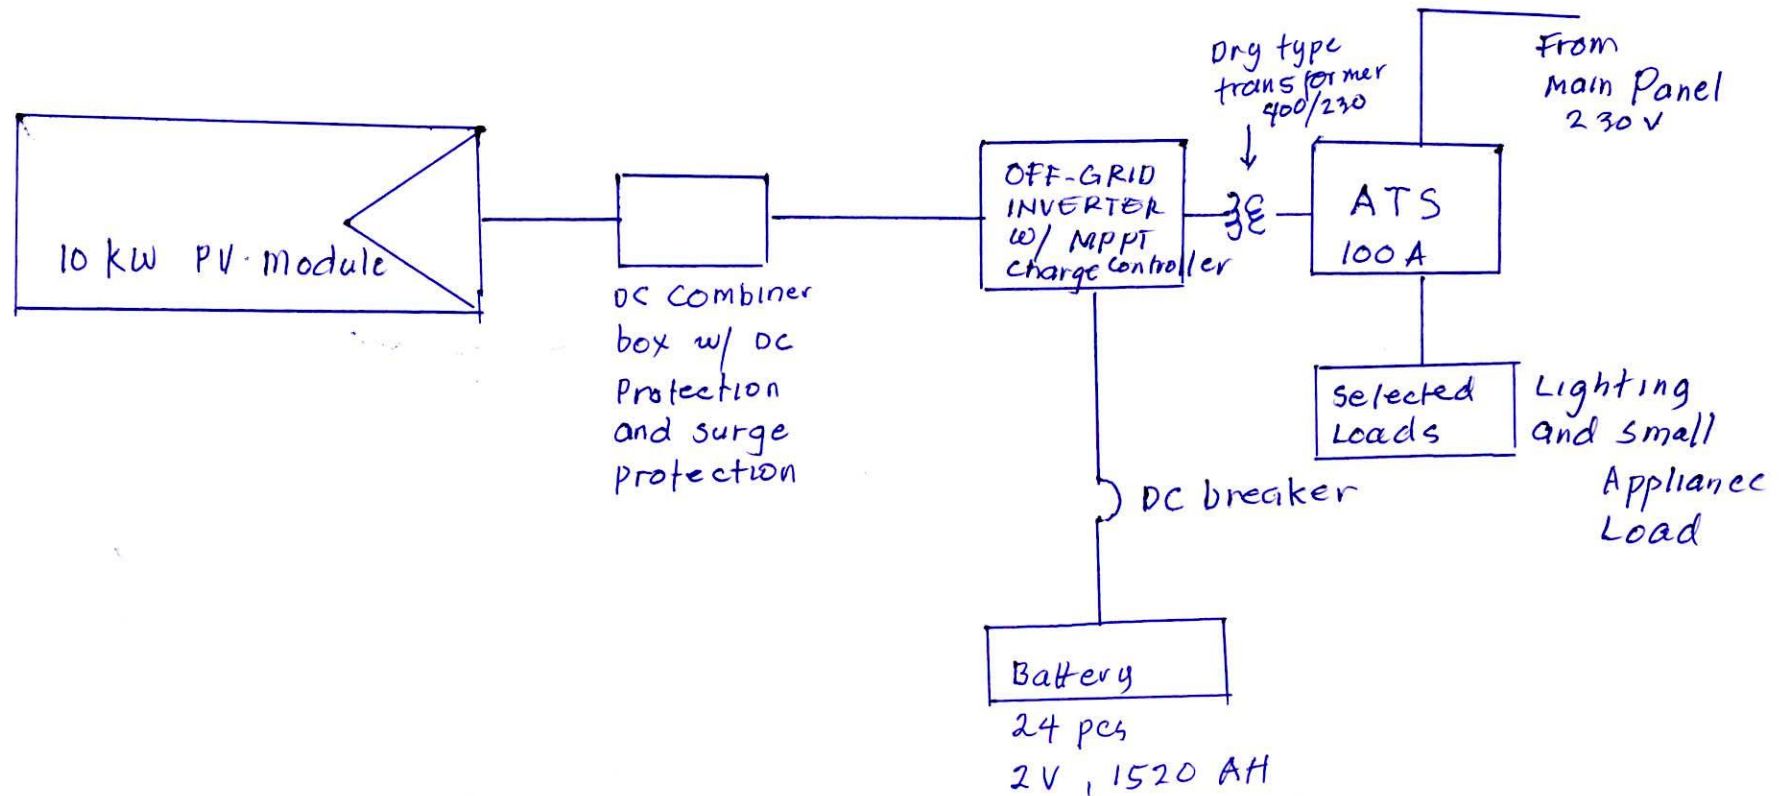 10 kW PV module
DC Combiner
box w/ DC
Protection
and surge
protection
OFF-GRID
INVERTER
w/ MPPT
Charge Controller
Dry type
transformer
400/230
From
Main Panel
230V
ATS
100 A
Selected
Loads
Lighting
and small
Appliance
Load
DC breaker
Battery
24 pcs
2V, 1520 AH